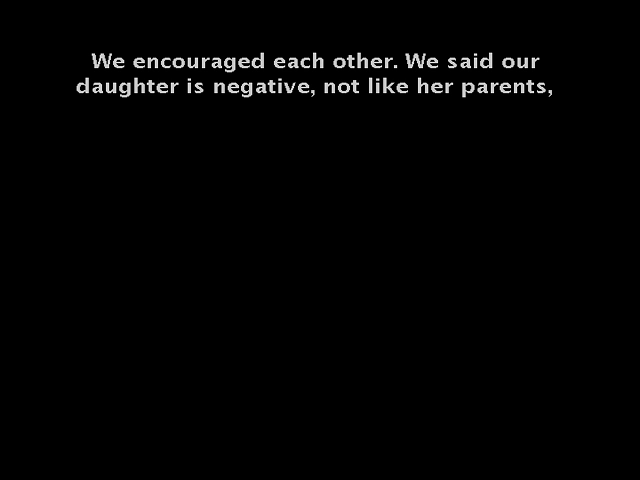 We encouraged each other. We said our
daughter is negative, not like her parents,